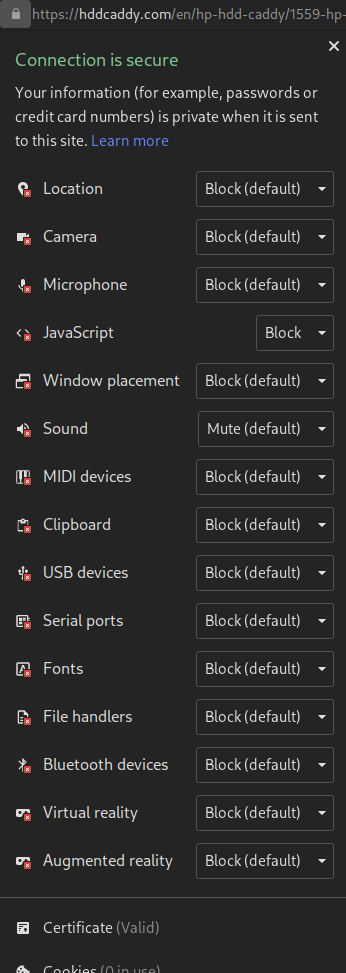 https://hddcaddy.com/en/hp-hdd-caddy/1559-hp-
Connection is secure
Your information (for example, passwords or
credit card numbers) is private when it is sent
to this site. Learn more
Location Block (default)
Camera Block (default)
Microphone Block (default)
JavaScript Block
Window placement Block (default)
Sound Mute (default)
MIDI devices Block (default)
Clipboard Block (default)
USB devices Block (default)
Serial ports Block (default)
Fonts Block (default)
File handlers Block (default)
Bluetooth devices Block (default)
Virtual reality Block (default)
Augmented reality Block (default)
Certificate (Valid)
Cookies (0 in use)